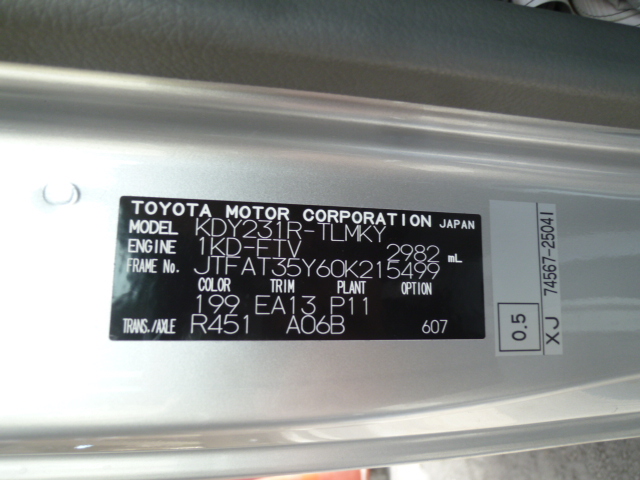 TOYOTA MOTOR CORPORATION JAPAN
MODEL KDY231R-TLMKY
ENGINE 1KD-FTV 2982 mL
FRAME NO. JTFAT35Y60K215499
COLOR TRIM PLANT OPTION
199 EA13 P11
TRANS./AXLE R451 A06B 607
0.5
XJ 74567-25041